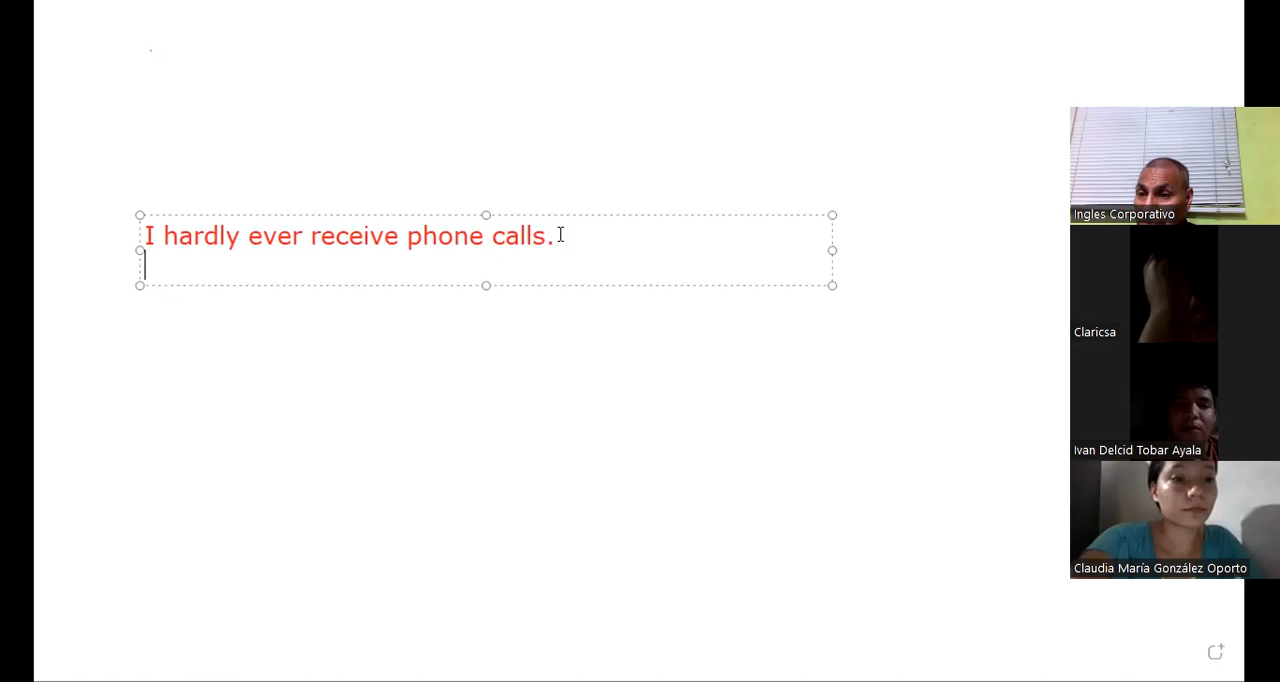 I hardly ever receive phone calls.
Ingles Corporativo
Claricsa
Ivan Delcid Tobar Ayala
Claudia María González Oporto